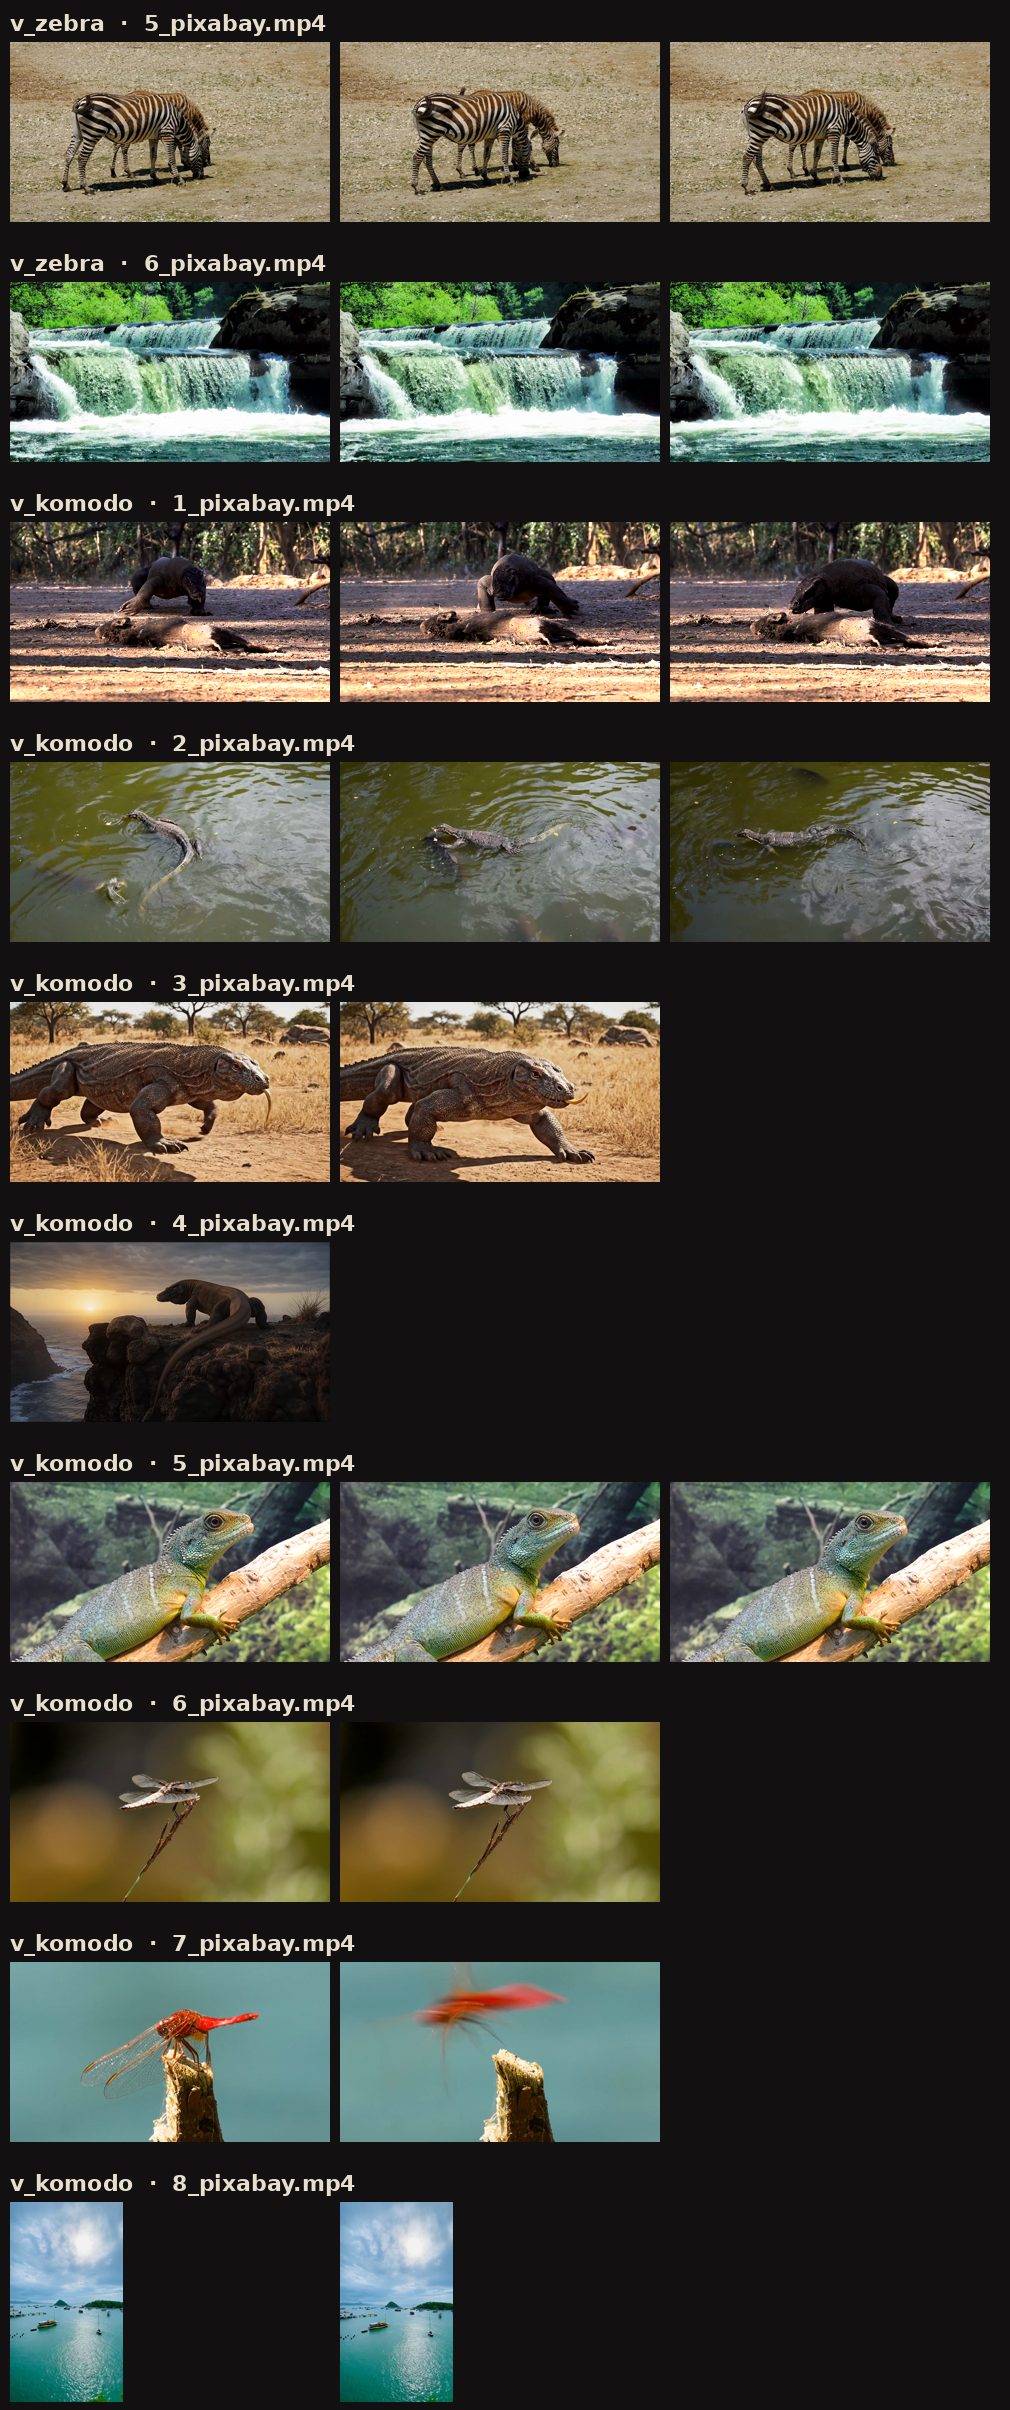 v_zebra · 5_pixabay.mp4
v_zebra · 6_pixabay.mp4
v_komodo · 1_pixabay.mp4
v_komodo · 2_pixabay.mp4
v_komodo · 3_pixabay.mp4
v_komodo · 4_pixabay.mp4
v_komodo · 5_pixabay.mp4
v_komodo · 6_pixabay.mp4
v_komodo · 7_pixabay.mp4
v_komodo · 8_pixabay.mp4